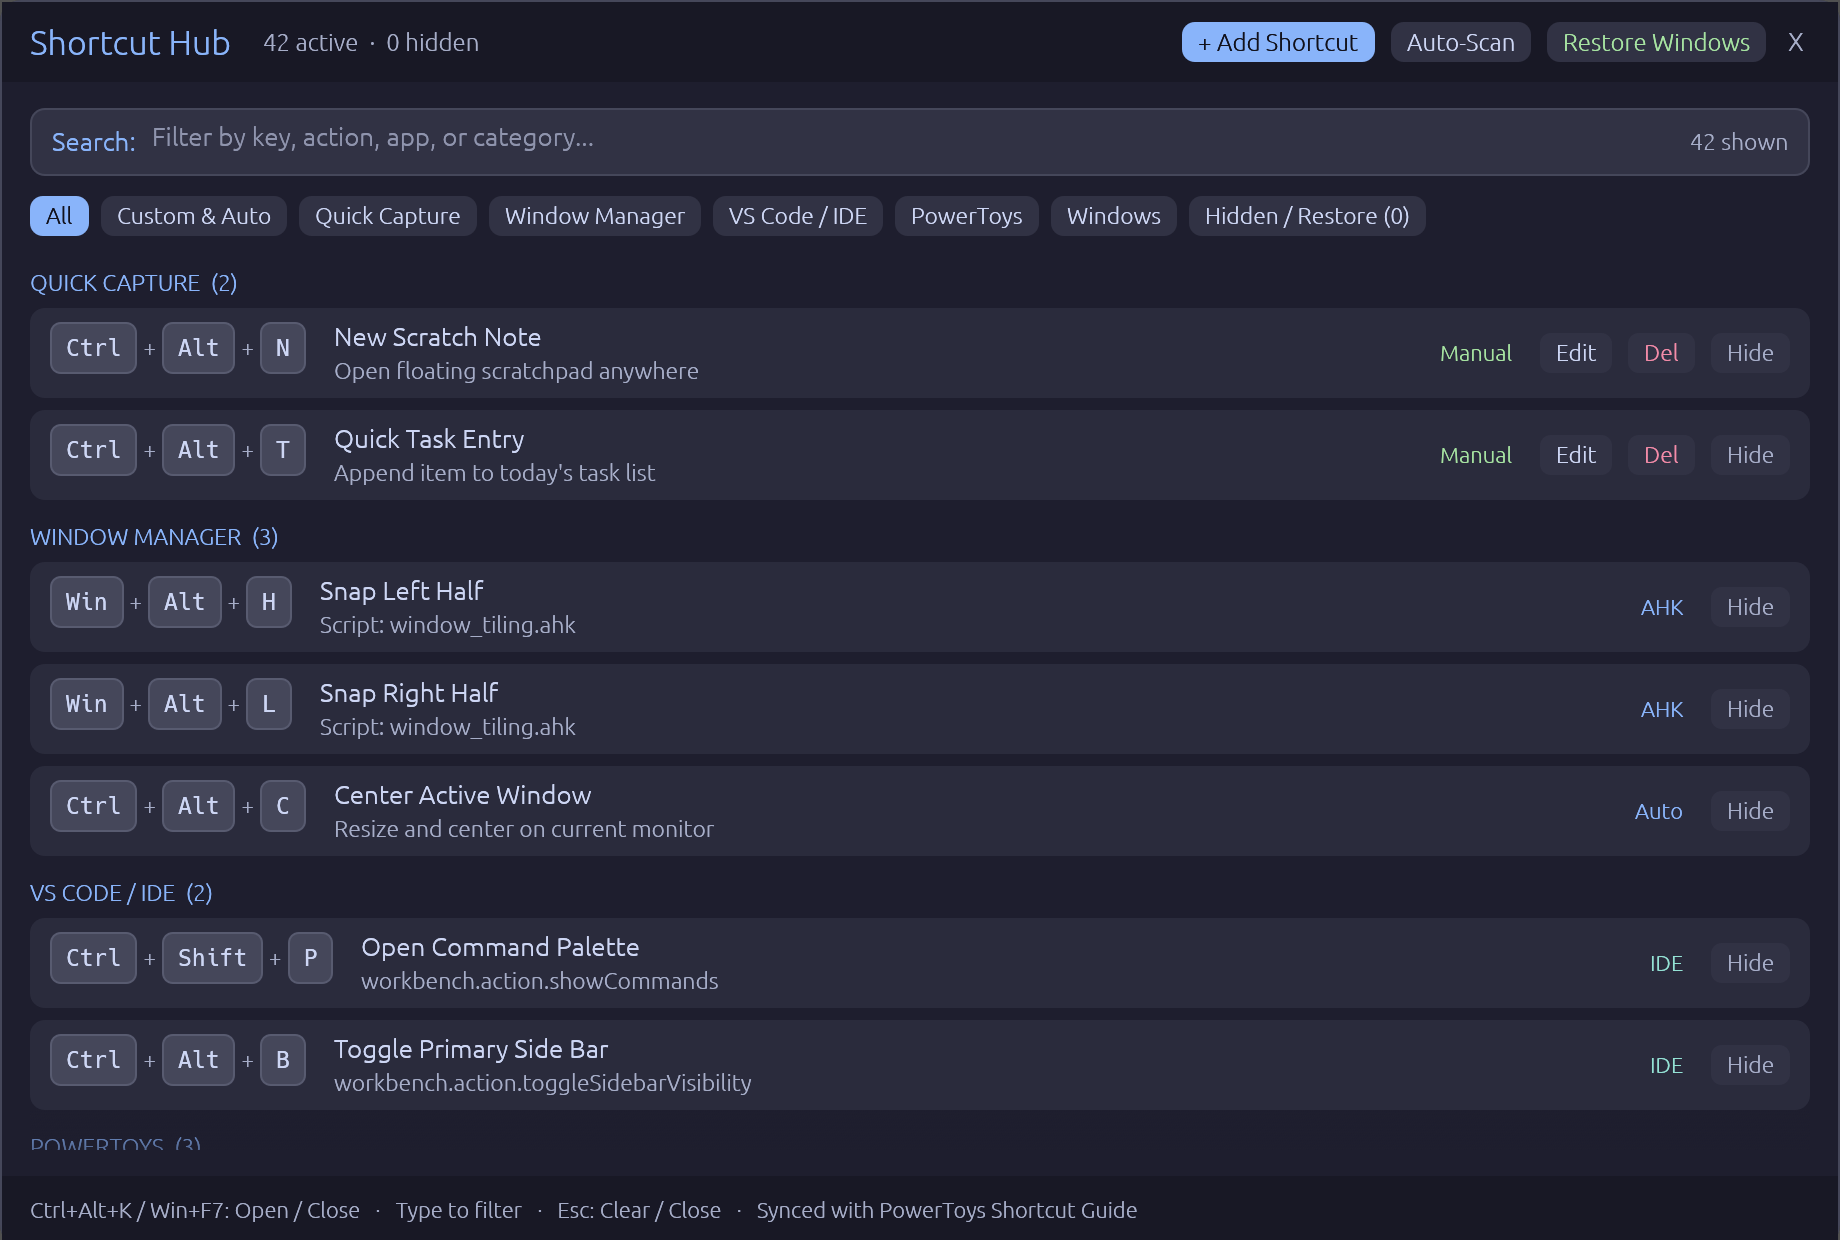 Shortcut Hub 42 active · 0 hidden + Add Shortcut Auto-Scan Restore Windows X
Search: Filter by key, action, app, or category... 42 shown
All Custom & Auto Quick Capture Window Manager VS Code / IDE PowerToys Windows Hidden / Restore (0)
QUICK CAPTURE (2)
Ctrl + Alt + N New Scratch Note Manual Edit Del Hide
Open floating scratchpad anywhere
Ctrl + Alt + T Quick Task Entry Manual Edit Del Hide
Append item to today's task list
WINDOW MANAGER (3)
Win + Alt + H Snap Left Half AHK Hide
Script: window_tiling.ahk
Win + Alt + L Snap Right Half AHK Hide
Script: window_tiling.ahk
Ctrl + Alt + C Center Active Window Auto Hide
Resize and center on current monitor
VS CODE / IDE (2)
Ctrl + Shift + P Open Command Palette IDE Hide
workbench.action.showCommands
Ctrl + Alt + B Toggle Primary Side Bar IDE Hide
workbench.action.toggleSidebarVisibility
POWERTOYS (3)
Ctrl+Alt+K / Win+F7: Open / Close · Type to filter · Esc: Clear / Close · Synced with PowerToys Shortcut Guide